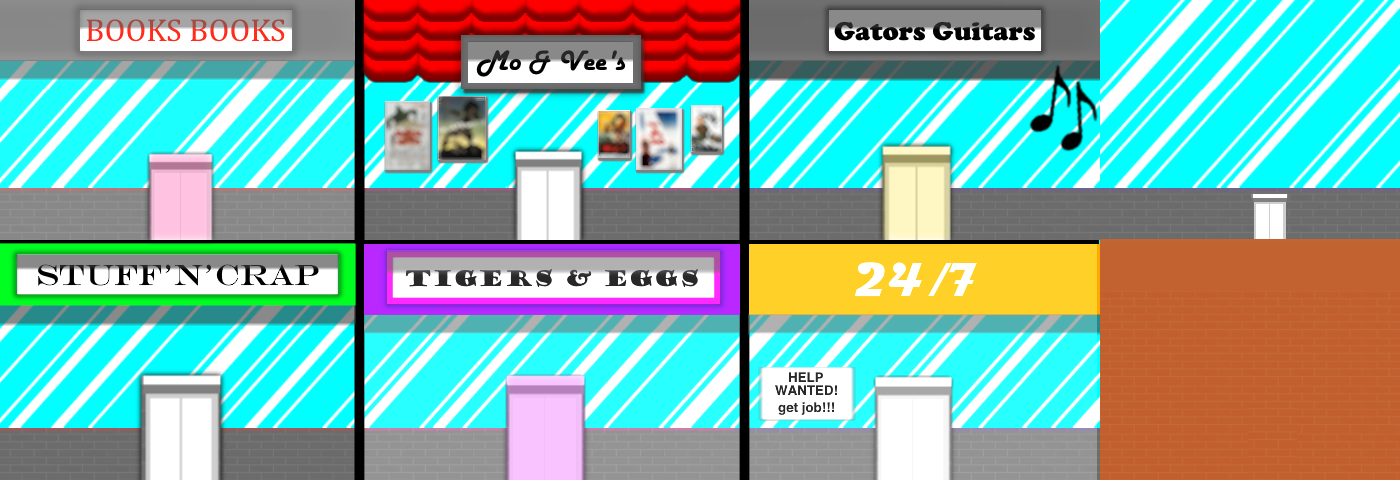 BOOKS BOOKS
Mo & Vee's
Gators Guitars
STUFF'N'CRAP
TIGERS & EGGS
24/7
HELP
WANTED!
get job!!!